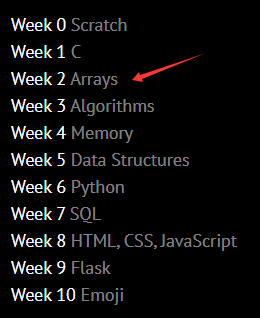 Week 0 Scratch
Week 1 C
Week 2 Arrays
Week 3 Algorithms
Week 4 Memory
Week 5 Data Structures
Week 6 Python
Week 7 SQL
Week 8 HTML, CSS, JavaScript
Week 9 Flask
Week 10 Emoji